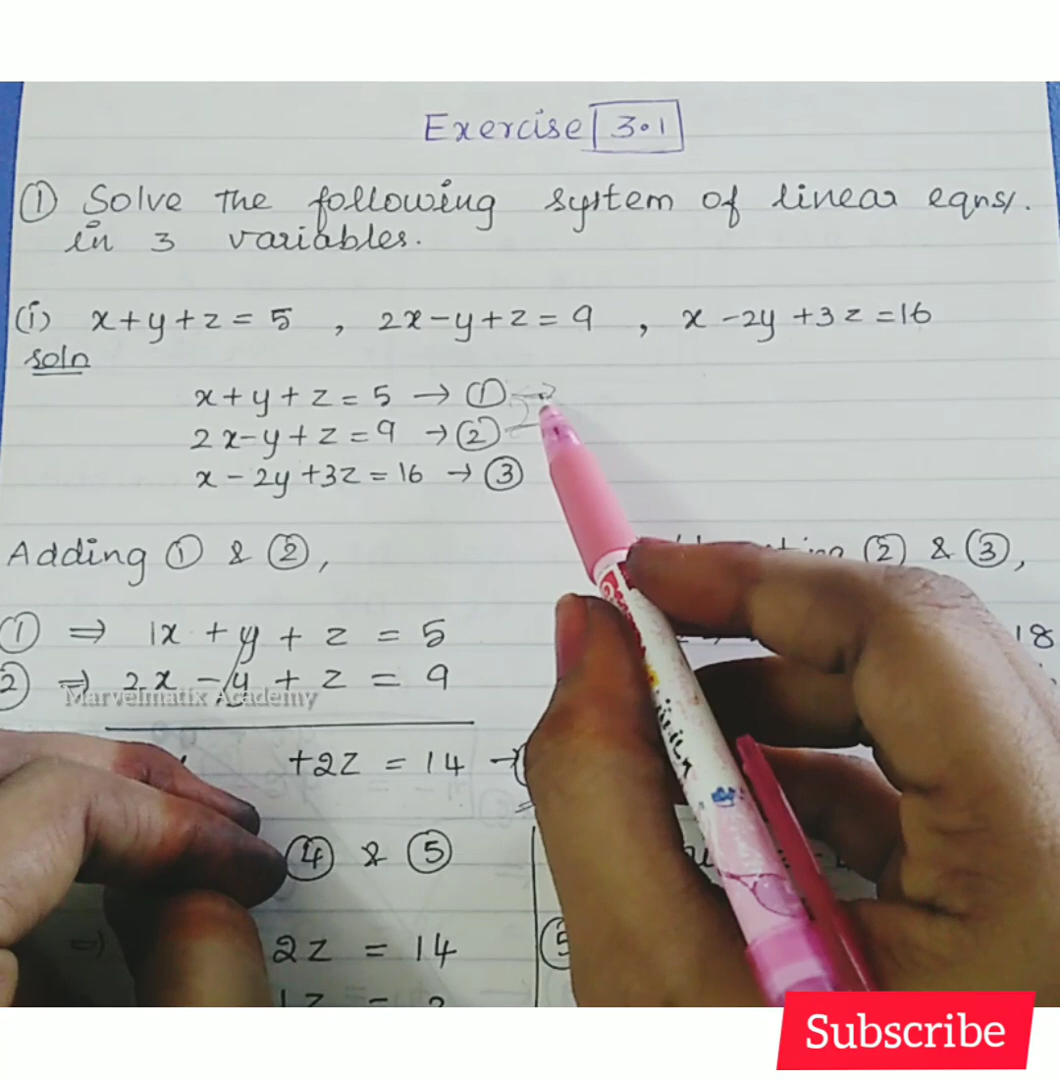 Exercise 3.1
① Solve the following system of linear eqns/.
in 3 variables.
(i) x+y+z = 5 , 2x-y+z = 9 , x-2y+3z=16
soln
x+y+z = 5 → ①
2x-y+z = 9 → ②
x-2y+3z = 16 → ③
Adding ① & ②,
② & ③,
① ⇒ 1x + y + z = 5
18
② ⇒ 2x - y + z = 9
Marvelmatix Academy
+2z = 14 →
④ & ⑤
⇒ 2z = 14
Subscribe